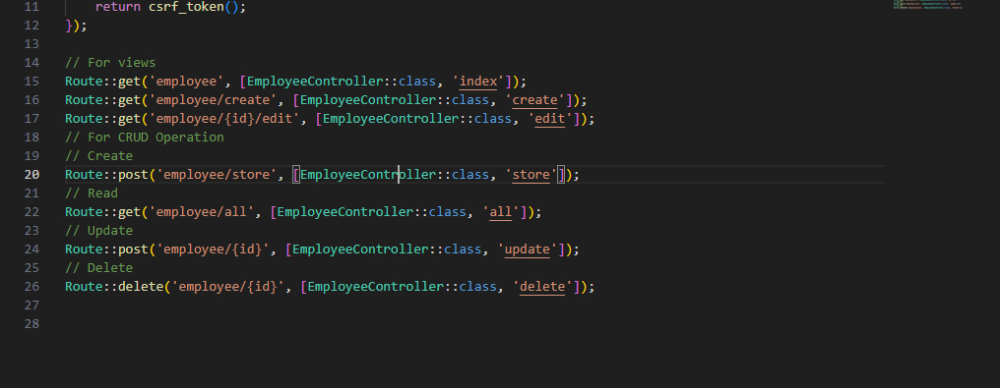 11 return csrf_token();
12 });
13
14 // For views
15 Route::get('employee', [EmployeeController::class, 'index']);
16 Route::get('employee/create', [EmployeeController::class, 'create']);
17 Route::get('employee/{id}/edit', [EmployeeController::class, 'edit']);
18 // For CRUD Operation
19 // Create
20 Route::post('employee/store', [EmployeeController::class, 'store']);
21 // Read
22 Route::get('employee/all', [EmployeeController::class, 'all']);
23 // Update
24 Route::post('employee/{id}', [EmployeeController::class, 'update']);
25 // Delete
26 Route::delete('employee/{id}', [EmployeeController::class, 'delete']);
27
28